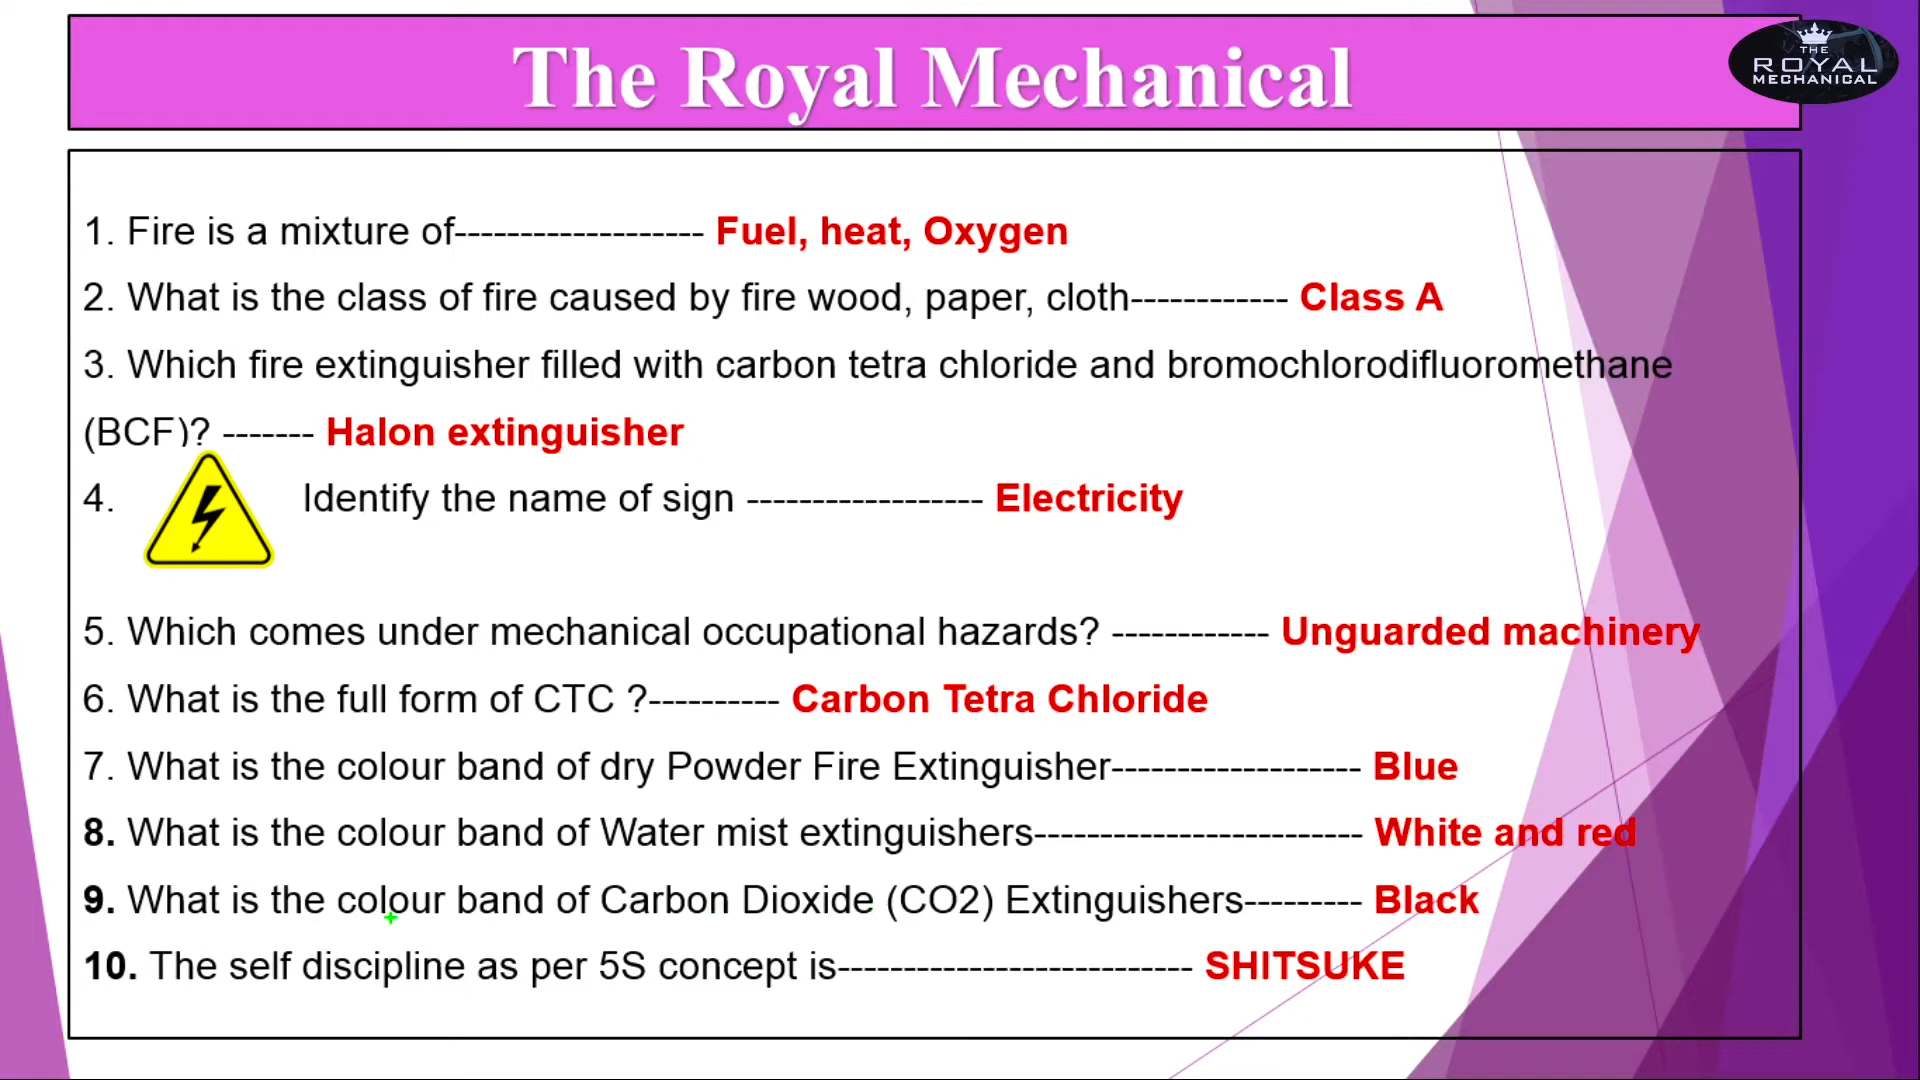 The Royal Mechanical
THE
ROYAL
MECHANICAL
1. Fire is a mixture of------------------- Fuel, heat, Oxygen
2. What is the class of fire caused by fire wood, paper, cloth------------ Class A
3. Which fire extinguisher filled with carbon tetra chloride and bromochlorodifluoromethane
(BCF)? ------- Halon extinguisher
4. Identify the name of sign ------------------ Electricity
5. Which comes under mechanical occupational hazards? ------------ Unguarded machinery
6. What is the full form of CTC ?---------- Carbon Tetra Chloride
7. What is the colour band of dry Powder Fire Extinguisher------------------- Blue
8. What is the colour band of Water mist extinguishers------------------------- White and red
9. What is the colour band of Carbon Dioxide (CO2) Extinguishers--------- Black
10. The self discipline as per 5S concept is--------------------------- SHITSUKE